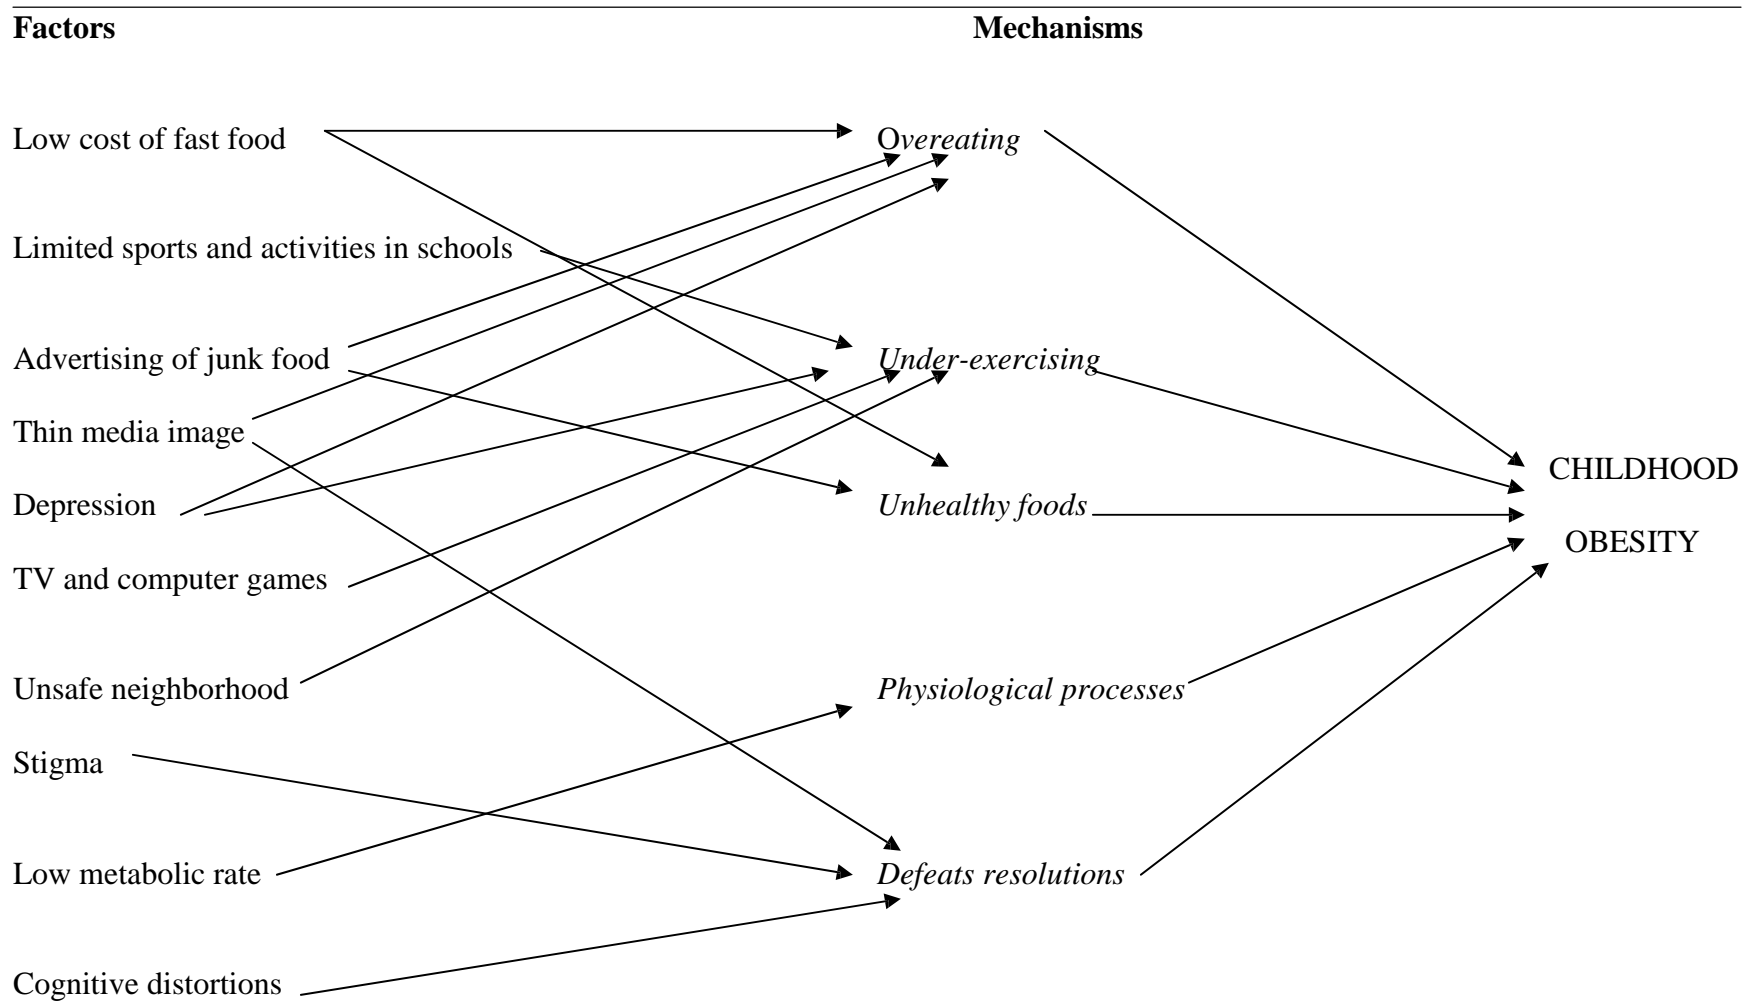 Factors Mechanisms
Low cost of fast food Overeating
Limited sports and activities in schools
Advertising of junk food Under-exercising
Thin media image
CHILDHOOD
Depression Unhealthy foods
OBESITY
TV and computer games
Unsafe neighborhood Physiological processes
Stigma
Low metabolic rate Defeats resolutions
Cognitive distortions